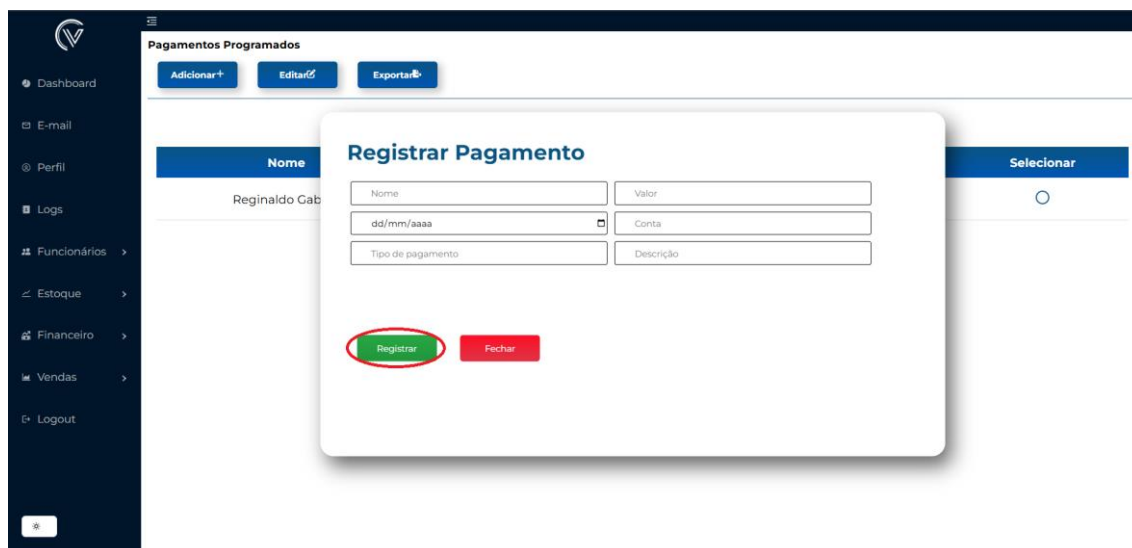 Pagamentos Programados
Adicionar+ Editar Exportar
Dashboard
E-mail
Perfil
Logs
Funcionários
Estoque
Financeiro
Vendas
Logout
Nome Selecionar
Reginaldo Gab
Registrar Pagamento
Nome Valor
dd/mm/aaaa Conta
Tipo de pagamento Descrição
Registrar Fechar